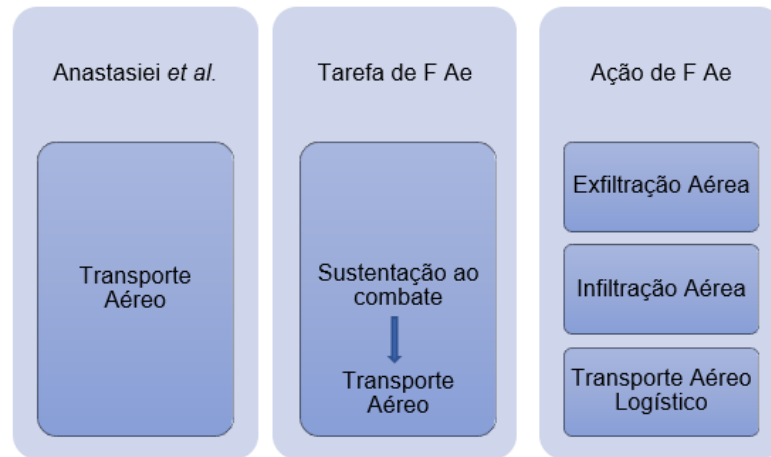 Anastasiei et al.
Transporte
Aéreo
Tarefa de F Ae
Sustentação ao
combate
Transporte
Aéreo
Ação de F Ae
Exfiltração Aérea
Infiltração Aérea
Transporte Aéreo
Logístico